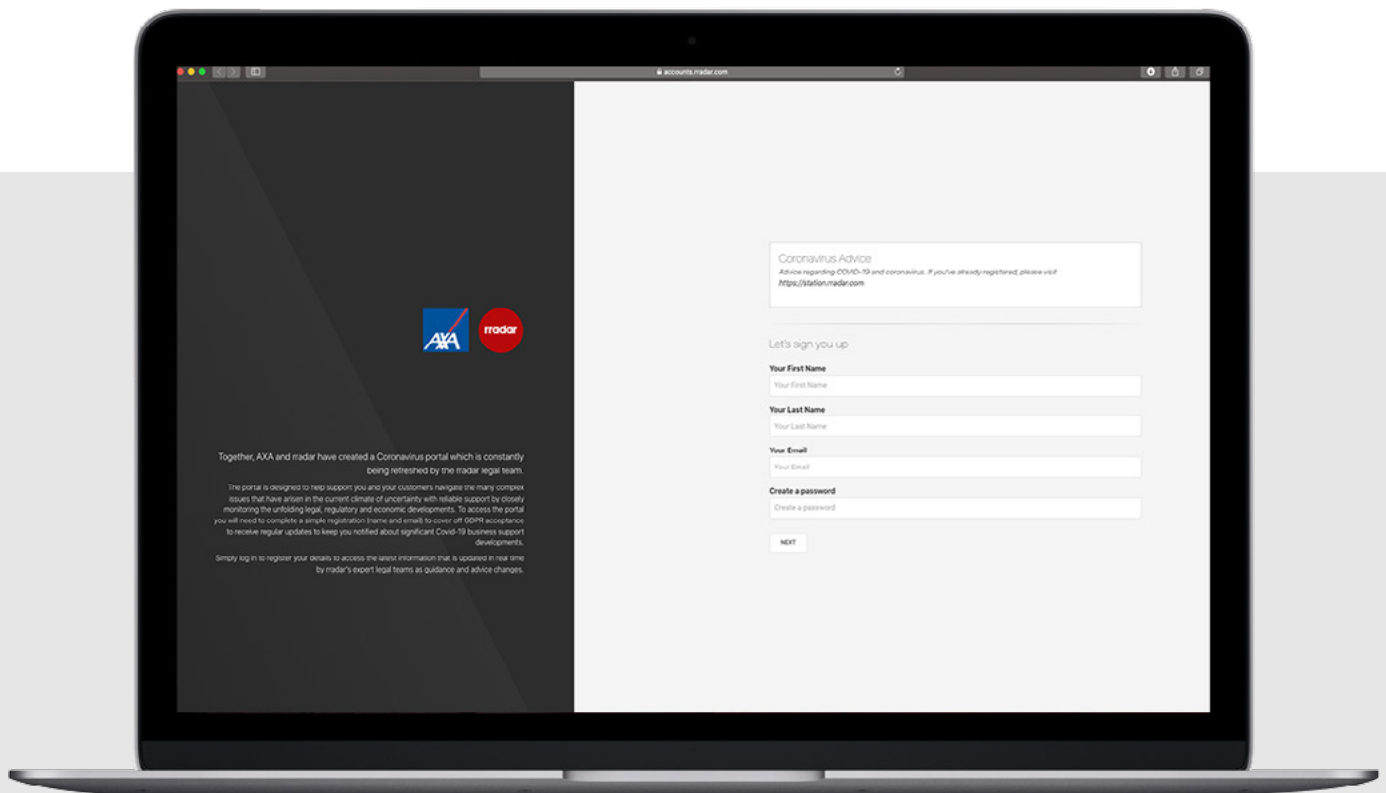 accounts.rradar.com
AXA
rradar
Together, AXA and rradar have created a Coronavirus portal which is constantly
being refreshed by the rradar legal team.
The portal is designed to help support you and your customers navigate the many complex
issues that have arisen in the current climate of uncertainty with reliable support by closely
monitoring the unfolding legal, regulatory and economic developments. To access the portal
you will need to complete a simple registration (name and email) to cover off GDPR acceptance
to receive regular updates to keep you notified about significant Covid-19 business support
developments.
Simply log in to register your details to access the latest information that is updated in real time
by rradar's expert legal teams as guidance and advice changes.
Coronavirus Advice
Advice regarding COVID-19 and coronavirus. If you've already registered, please visit
https://station.rradar.com
Let's sign you up
Your First Name
Your First Name
Your Last Name
Your Last Name
Your Email
Your Email
Create a password
Create a password
NEXT